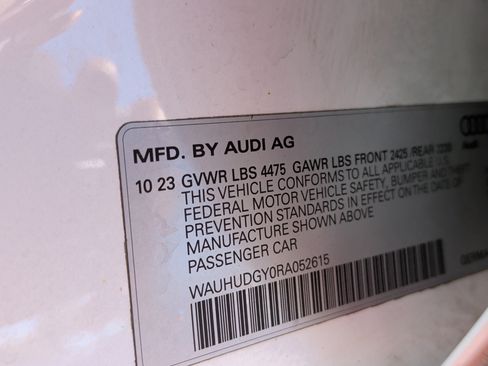 MFD. BY AUDI AG
Audi
10 23 GVWR LBS 4475 GAWR LBS FRONT 2425 /REAR
THIS VEHICLE CONFORMS TO ALL APPLICABLE U.S.
FEDERAL MOTOR VEHICLE SAFETY, BUMPER AND THEFT
PREVENTION STANDARDS IN EFFECT ON THE DATE OF
MANUFACTURE SHOWN ABOVE
PASSENGER CAR
WAUHUDGY0RA052615